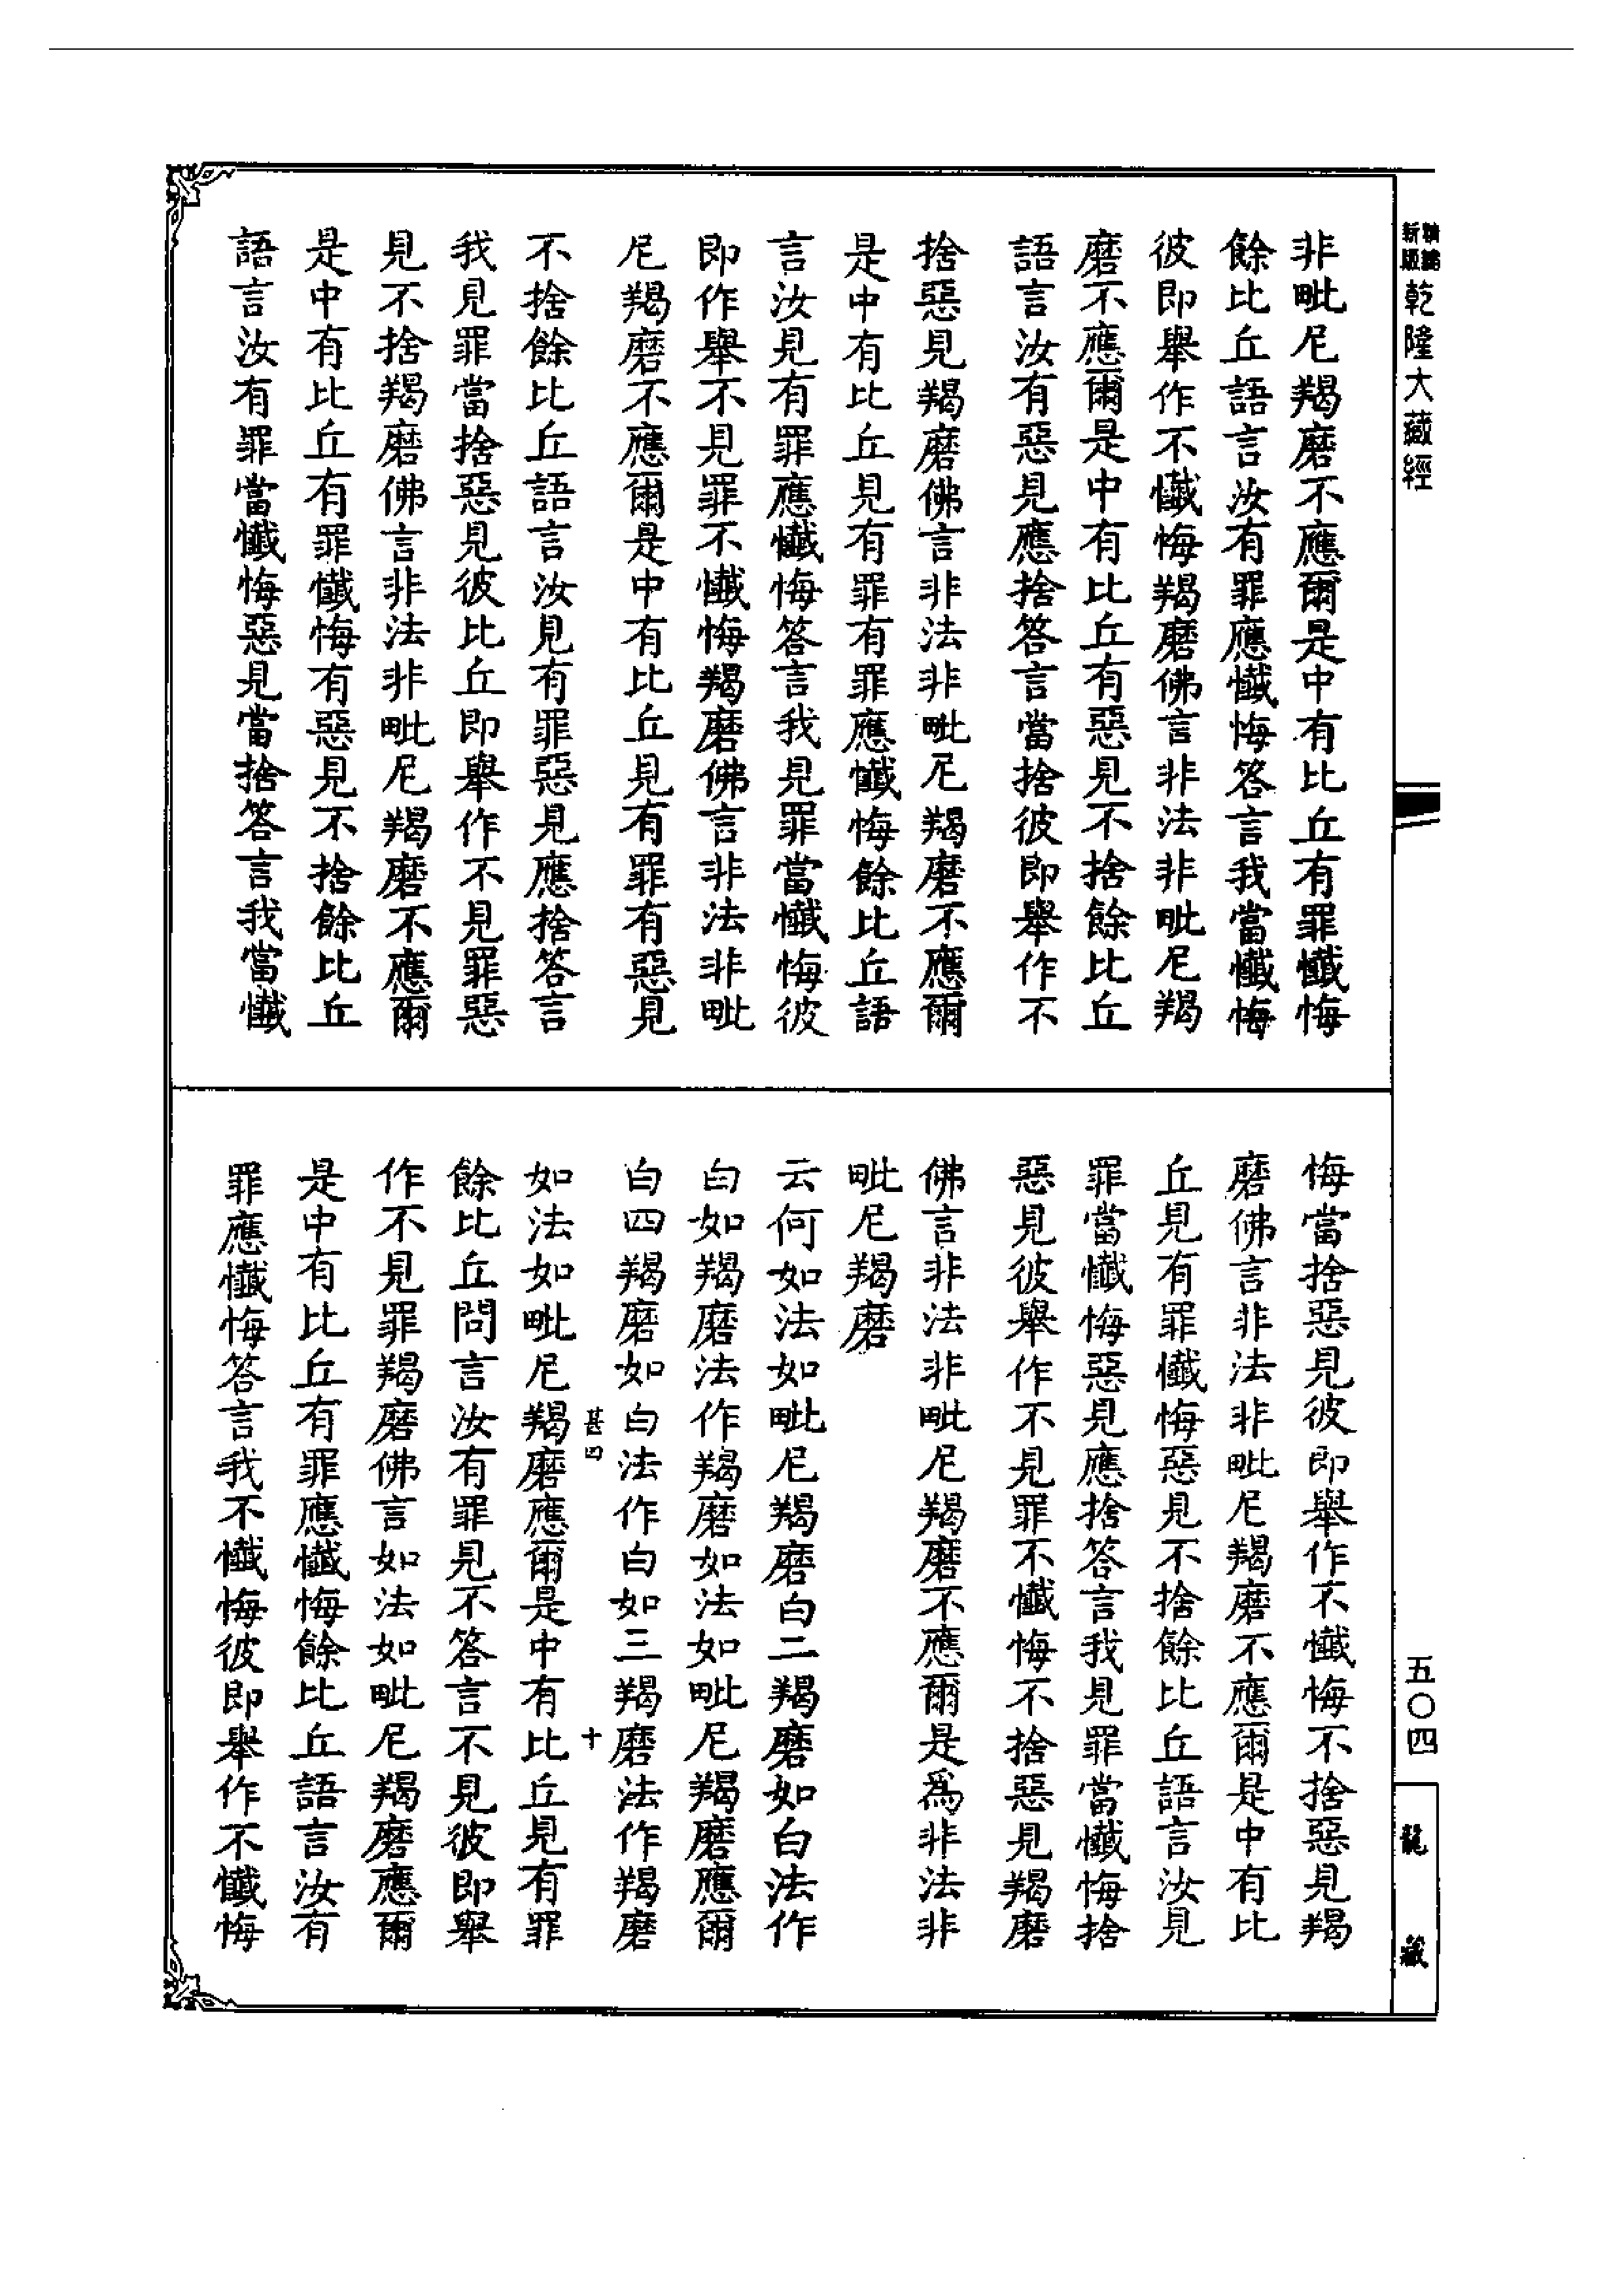 新版
乾隆大藏經
非毗尼羯磨不應爾是中有比丘有罪懺悔
餘比丘語言汝有罪應懺悔答言我當懺悔
彼即舉作不懺悔羯磨佛言非法非毗尼羯
磨不應爾是中有比丘有惡見不捨餘比丘
語言汝有惡見應捨答言當捨彼即舉作不
捨惡見羯磨佛言非法非毗尼羯磨不應爾
是中有比丘見有罪有罪應懺悔餘比丘語
言汝見有罪應懺悔答言我見罪當懺悔彼
即作舉不見罪不懺悔羯磨佛言非法非毗
尼羯磨不應爾是中有比丘見有罪有惡見
不捨餘比丘語言汝見有罪惡見應捨答言
我見罪當捨惡見彼比丘即舉作不見罪惡
見不捨羯磨佛言非法非毗尼羯磨不應爾
是中有比丘有罪懺悔有惡見不捨餘比丘
語言汝有罪當懺悔惡見當捨答言我當懺
悔當捨惡見彼即舉作不懺悔不捨惡見羯
磨佛言非法非毗尼羯磨不應爾是中有比
丘見有罪懺悔惡見不捨餘比丘語言汝見
罪當懺悔惡見應捨答言我見罪當懺悔捨
惡見彼舉作不見罪不懺悔不捨惡見羯磨
佛言非法非毗尼羯磨不應爾是為非法非
毗尼羯磨
云何如法如毗尼羯磨白二羯磨如白法作
白如羯磨法作羯磨如法如毗尼羯磨應爾
白四羯磨如白法作白如三羯磨法作羯磨
甚四
十
如法如毗尼羯磨應爾是中有比丘見有罪
餘比丘問言汝有罪見不答言不見彼即舉
作不見罪羯磨佛言如法如毗尼羯磨應爾
是中有比丘有罪應懺悔餘比丘語言汝有
罪應懺悔答言我不懺悔彼即舉作不懺悔
五〇四
龍藏